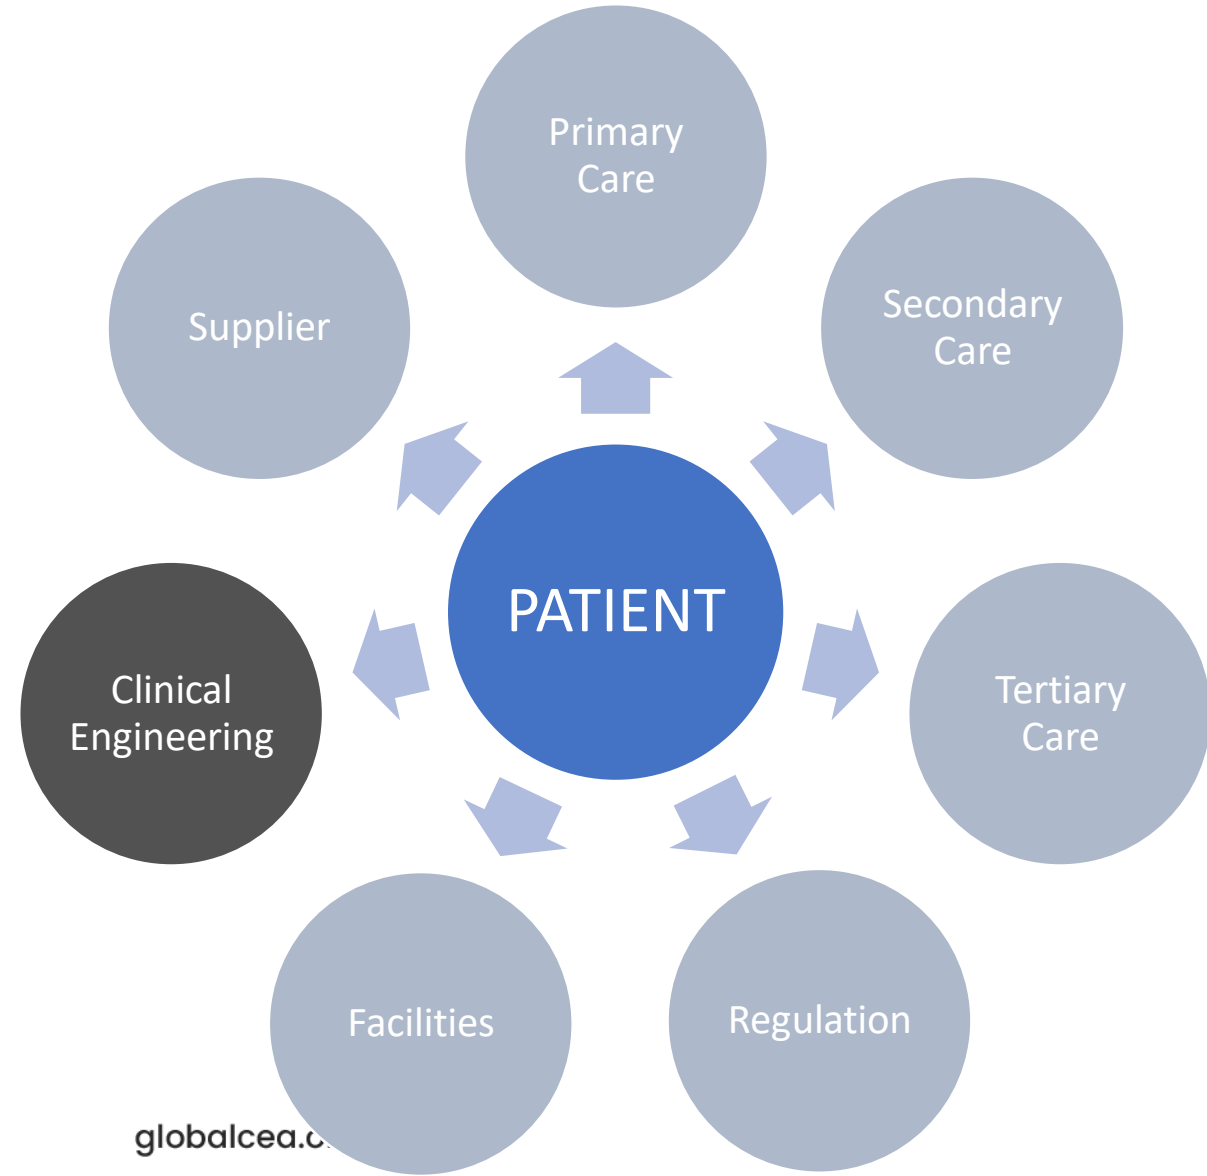 Primary
Care
Secondary
Care
Tertiary
Care
Regulation
Facilities
Clinical
Engineering
Supplier
PATIENT
globalcea.c